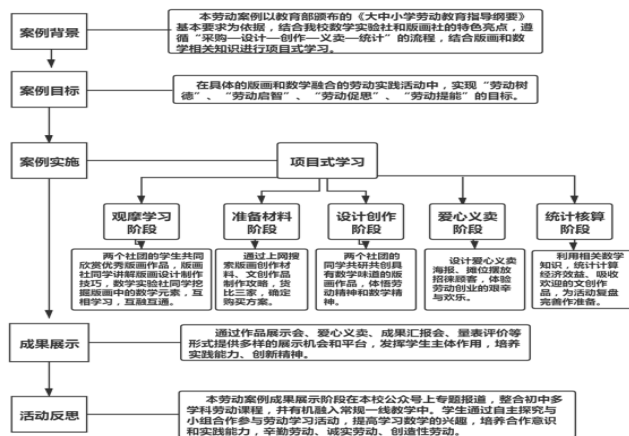 案例背景
本劳动案例以教育部颁布的《大中小学劳动教育指导纲要》
基本要求为依据，结合我校数学实验社和版画社的特色亮点，遵
循“采购—设计—创作—义卖—统计”的流程，结合版画和数
学相关知识进行项目式学习。
案例目标
在具体的版画和数学融合的劳动实践活动中，实现“劳动树
德”、“劳动启智”、“劳动促思”、“劳动提能”的目标。
案例实施
项目式学习
观摩学习
阶段
两个社团的学生共同
欣赏优秀版画作品，版画
社同学讲解版画设计制作
技巧，数学实验社同学挖
掘版画中的数学元素，互
相学习，互融互通。
准备材料
阶段
通过上网搜
索版画创作材
料、文创作品
制作攻略，货
比三家，确定
购买方案。
设计创作
阶段
两个社团的
同学共研共创具
有数学味道的版
画作品，体悟劳
动精神和数学精
神。
爱心义卖
阶段
设计爱心义卖
海报、摊位摆放
招徕顾客，体验
劳动创业的艰辛
与欢乐。
统计核算
阶段
利用相关数学
知识，统计计算
经济效益、吸收
欢迎的文创作
品，为活动复盘
完善作准备。
成果展示
通过作品展示会、爱心义卖、成果汇报会、量表评价等
形式提供多样的展示机会和平台，发挥学生主体作用，培养
实践能力、创新精神。
活动反思
本劳动案例成果展示阶段在本校公众号上专题报道，整合初中多
学科劳动课程，并有机融入常规一线教学中。学生通过自主探究与
小组合作参与劳动学习活动，提高学习数学的兴趣，培养合作意识
和实践能力，辛勤劳动、诚实劳动、创造性劳动。